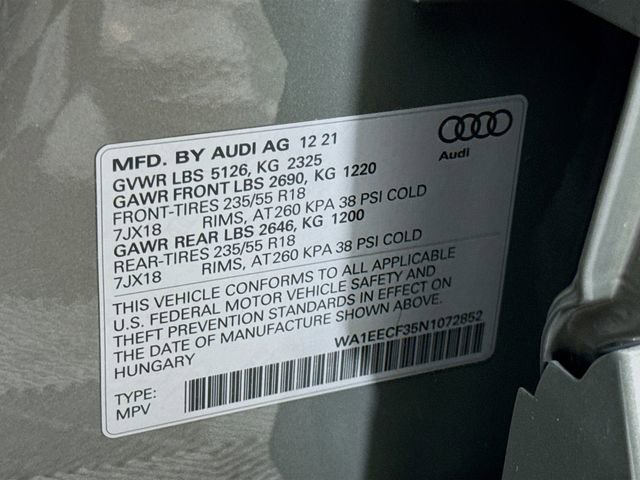 MFD. BY AUDI AG 12 21
GVWR LBS 5126, KG 2325
GAWR FRONT LBS 2690, KG 1220
FRONT-TIRES 235/55 R18
7JX18 RIMS, AT260 KPA 38 PSI COLD
GAWR REAR LBS 2646, KG 1200
REAR-TIRES 235/55 R18
7JX18 RIMS, AT260 KPA 38 PSI COLD
Audi
THIS VEHICLE CONFORMS TO ALL APPLICABLE
U.S. FEDERAL MOTOR VEHICLE SAFETY AND
THEFT PREVENTION STANDARDS IN EFFECT ON
THE DATE OF MANUFACTURE SHOWN ABOVE.
HUNGARY
WA1EECF35N1072852
TYPE:
MPV